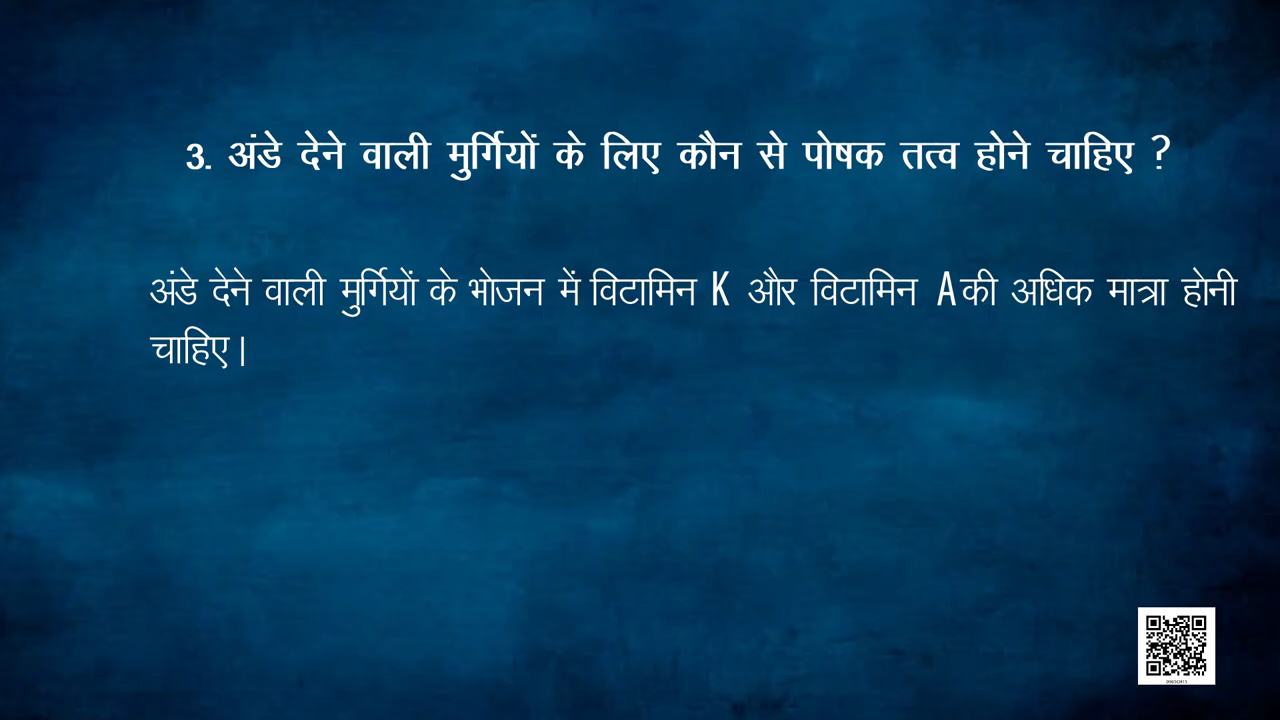 3. अंडे देने वाली मुर्गियों के लिए कौन से पोषक तत्व होने चाहिए ?
अंडे देने वाली मुर्गियों के भोजन में विटामिन K और विटामिन A की अधिक मात्रा होनी
चाहिए।